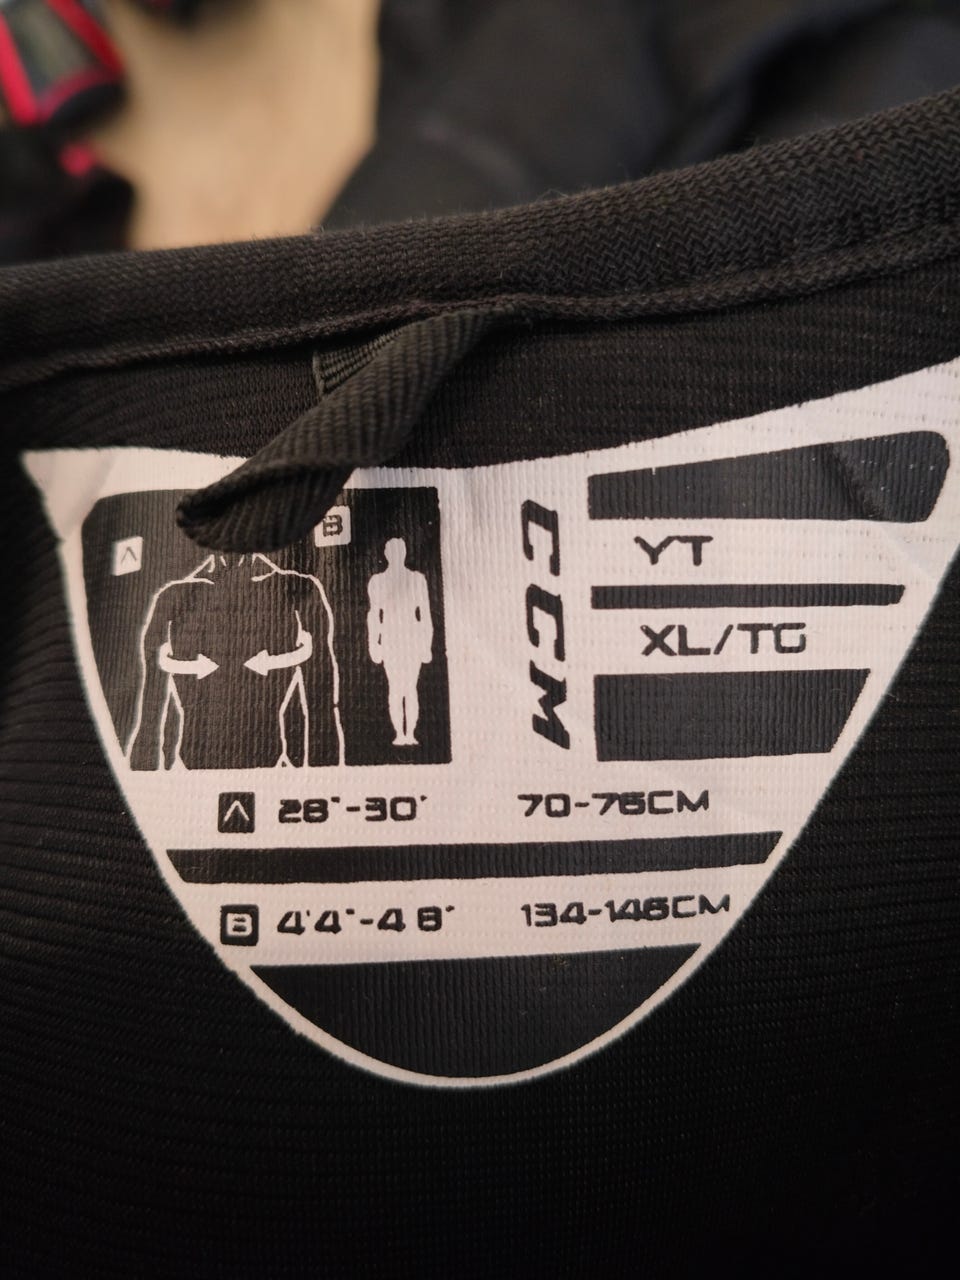 A
B
CCM
YT
XL/TG
A 28"-30" 70-76CM
B 4'4"-4'8" 134-146CM